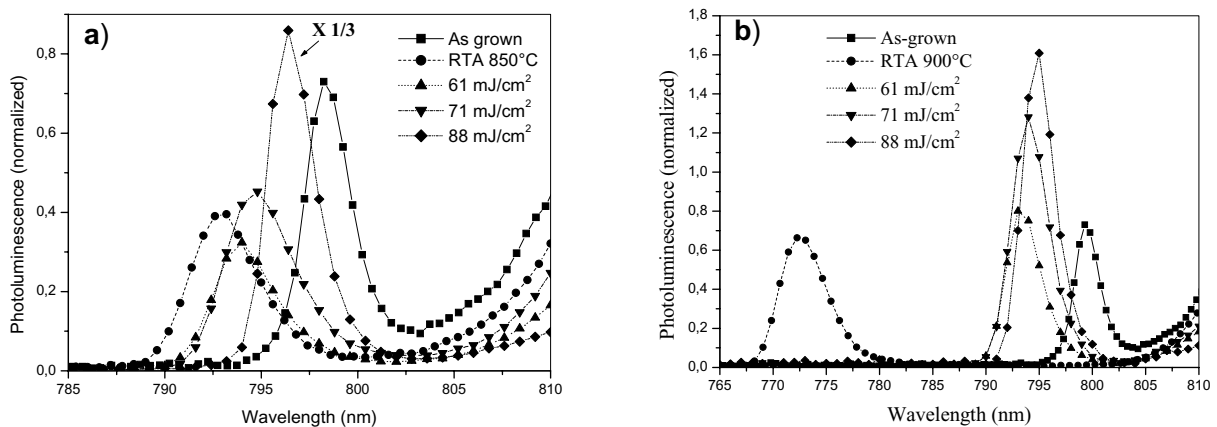 a)
X 1/3
As grown
RTA 850°C
61 mJ/cm²
71 mJ/cm²
88 mJ/cm²
Photoluminescence (normalized)
0,8
0,6
0,4
0,2
0,0
785 790 795 800 805 810
Wavelength (nm)
b)
As-grown
RTA 900°C
61 mJ/cm²
71 mJ/cm²
88 mJ/cm²
Photoluminescence (normalized)
1,8
1,6
1,4
1,2
1,0
0,8
0,6
0,4
0,2
0,0
765 770 775 780 785 790 795 800 805 810
Wavelength (nm)